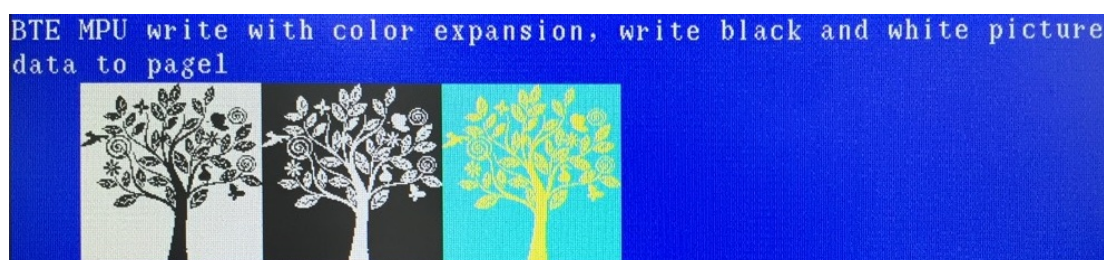 BTE MPU write with color expansion, write black and white picture
data to page1